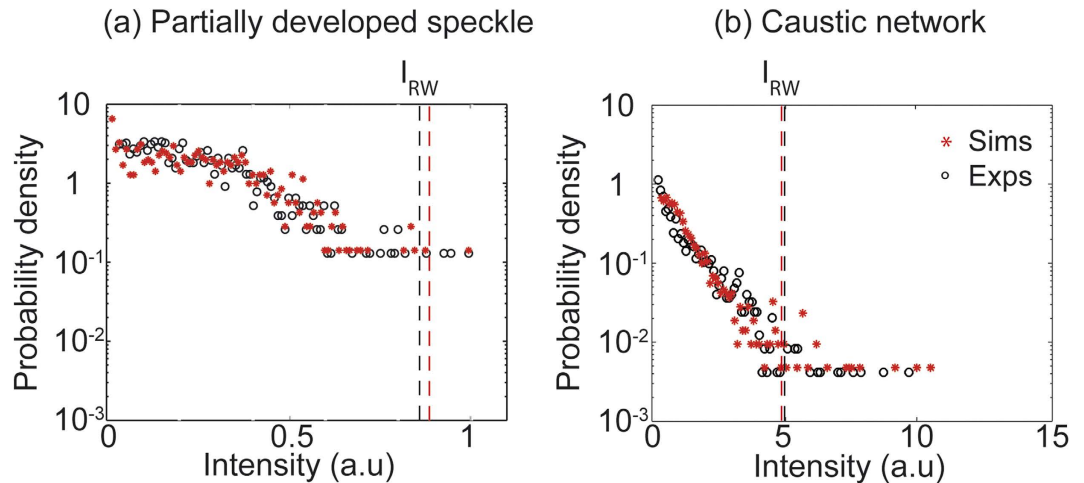 (a) Partially developed speckle
I_RW
Probability density
10
1
10^-1
10^-2
10^-3
0
0.5
1
Intensity (a.u)
(b) Caustic network
I_RW
Probability density
10
1
10^-1
10^-2
10^-3
0
5
10
15
Intensity (a.u)
Sims
Exps